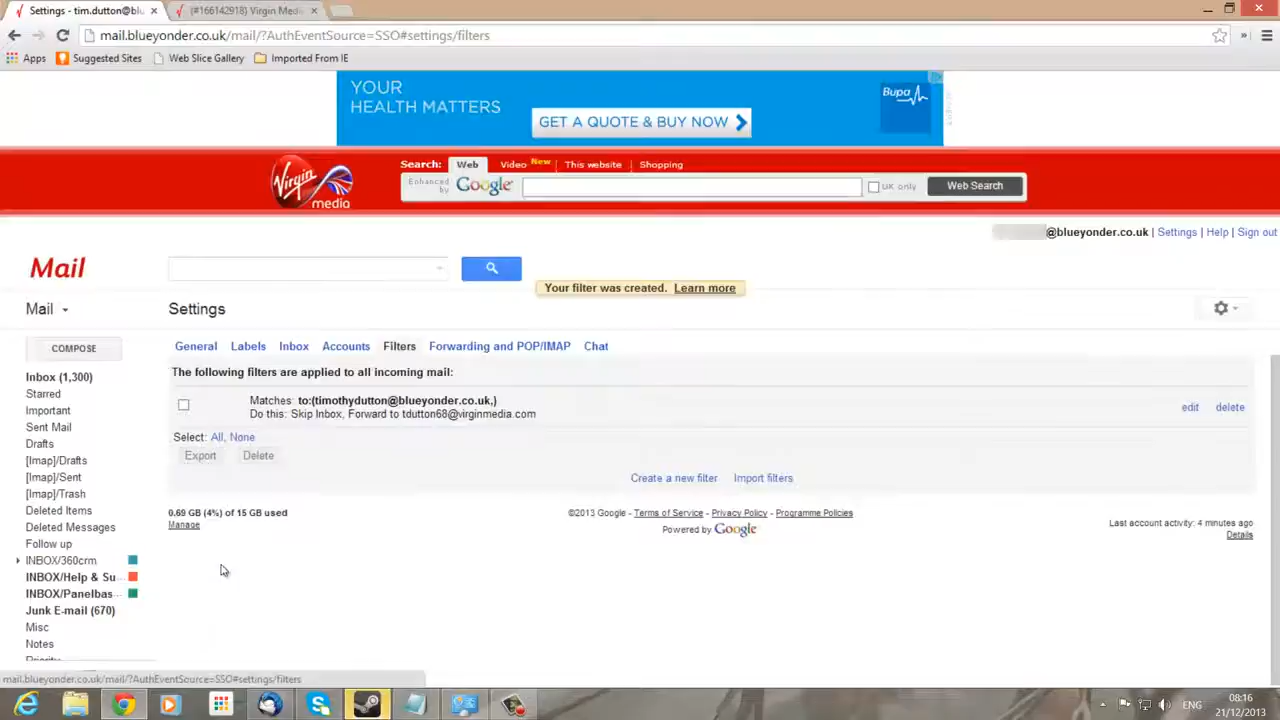 Settings - tim.dutton@blu
(#166142918) Virgin Medi
mail.blueyonder.co.uk/mail/?AuthEventSource=SSO#settings/filters
Apps Suggested Sites Web Slice Gallery Imported From IE
YOUR
HEALTH MATTERS
GET A QUOTE & BUY NOW
Bupa
Search: Web Video New This website Shopping
Virgin media
Enhanced by Google UK only Web Search
@blueyonder.co.uk | Settings | Help | Sign out
Mail
Your filter was created. Learn more
Mail
Settings
COMPOSE
General Labels Inbox Accounts Filters Forwarding and POP/IMAP Chat
The following filters are applied to all incoming mail:
Matches: to:(timothydutton@blueyonder.co.uk,)
Do this: Skip Inbox, Forward to tdutton68@virginmedia.com
edit delete
Select: All, None
Export Delete
Create a new filter Import filters
0.69 GB (4%) of 15 GB used
Manage
©2013 Google - Terms of Service - Privacy Policy - Programme Policies
Powered by Google
Last account activity: 4 minutes ago
Details
Inbox (1,300)
Starred
Important
Sent Mail
Drafts
[Imap]/Drafts
[Imap]/Sent
[Imap]/Trash
Deleted Items
Deleted Messages
Follow up
INBOX/360crm
INBOX/Help & Su...
INBOX/Panelbas...
Junk E-mail (670)
Misc
Notes
Priority
mail.blueyonder.co.uk/mail/?AuthEventSource=SSO#settings/filters
ENG
08:16
21/12/2013